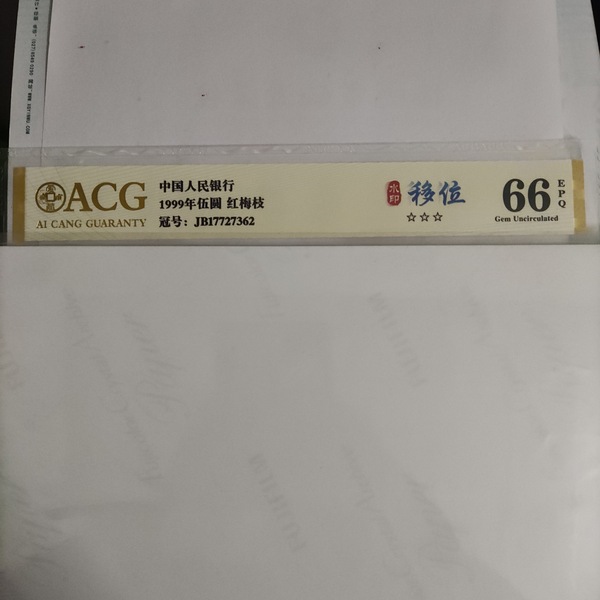 ACG
AI CANG GUARANTY
中国人民银行
1999年伍圆 红梅枝
冠号：JB17727362
水印
移位
☆☆☆
66
EPQ
Gem Uncirculated